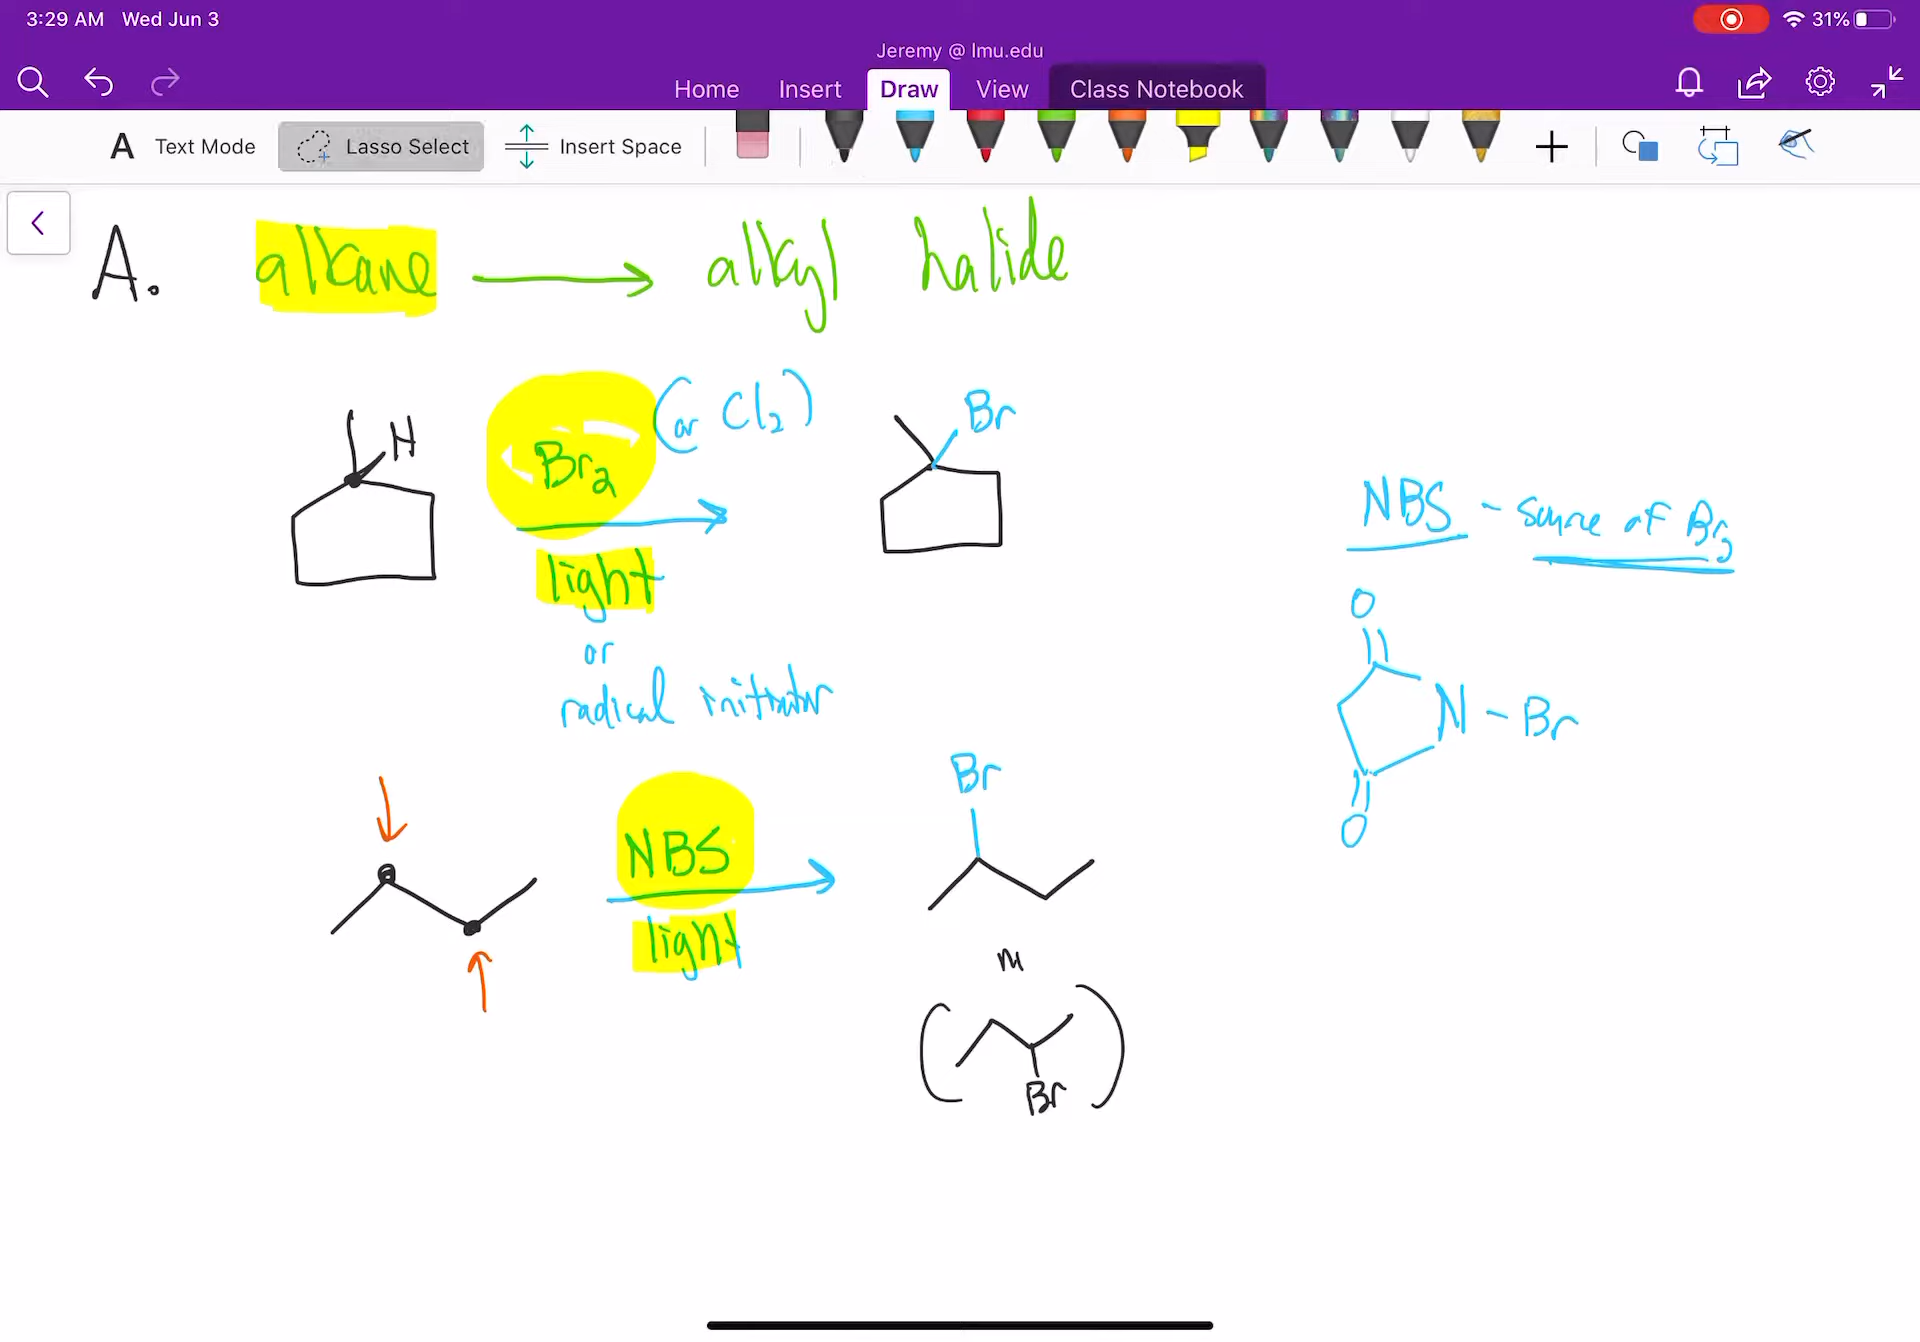 3:29 AM Wed Jun 3
31%
Jeremy @ lmu.edu
Home Insert Draw View Class Notebook
A Text Mode Lasso Select Insert Space
A. alkane → alkyl halide
H
Br₂ (or Cl₂)
light
or
radical initiator
Br
NBS - source of Br₂
O
N - Br
O
NBS
light
Br
Br